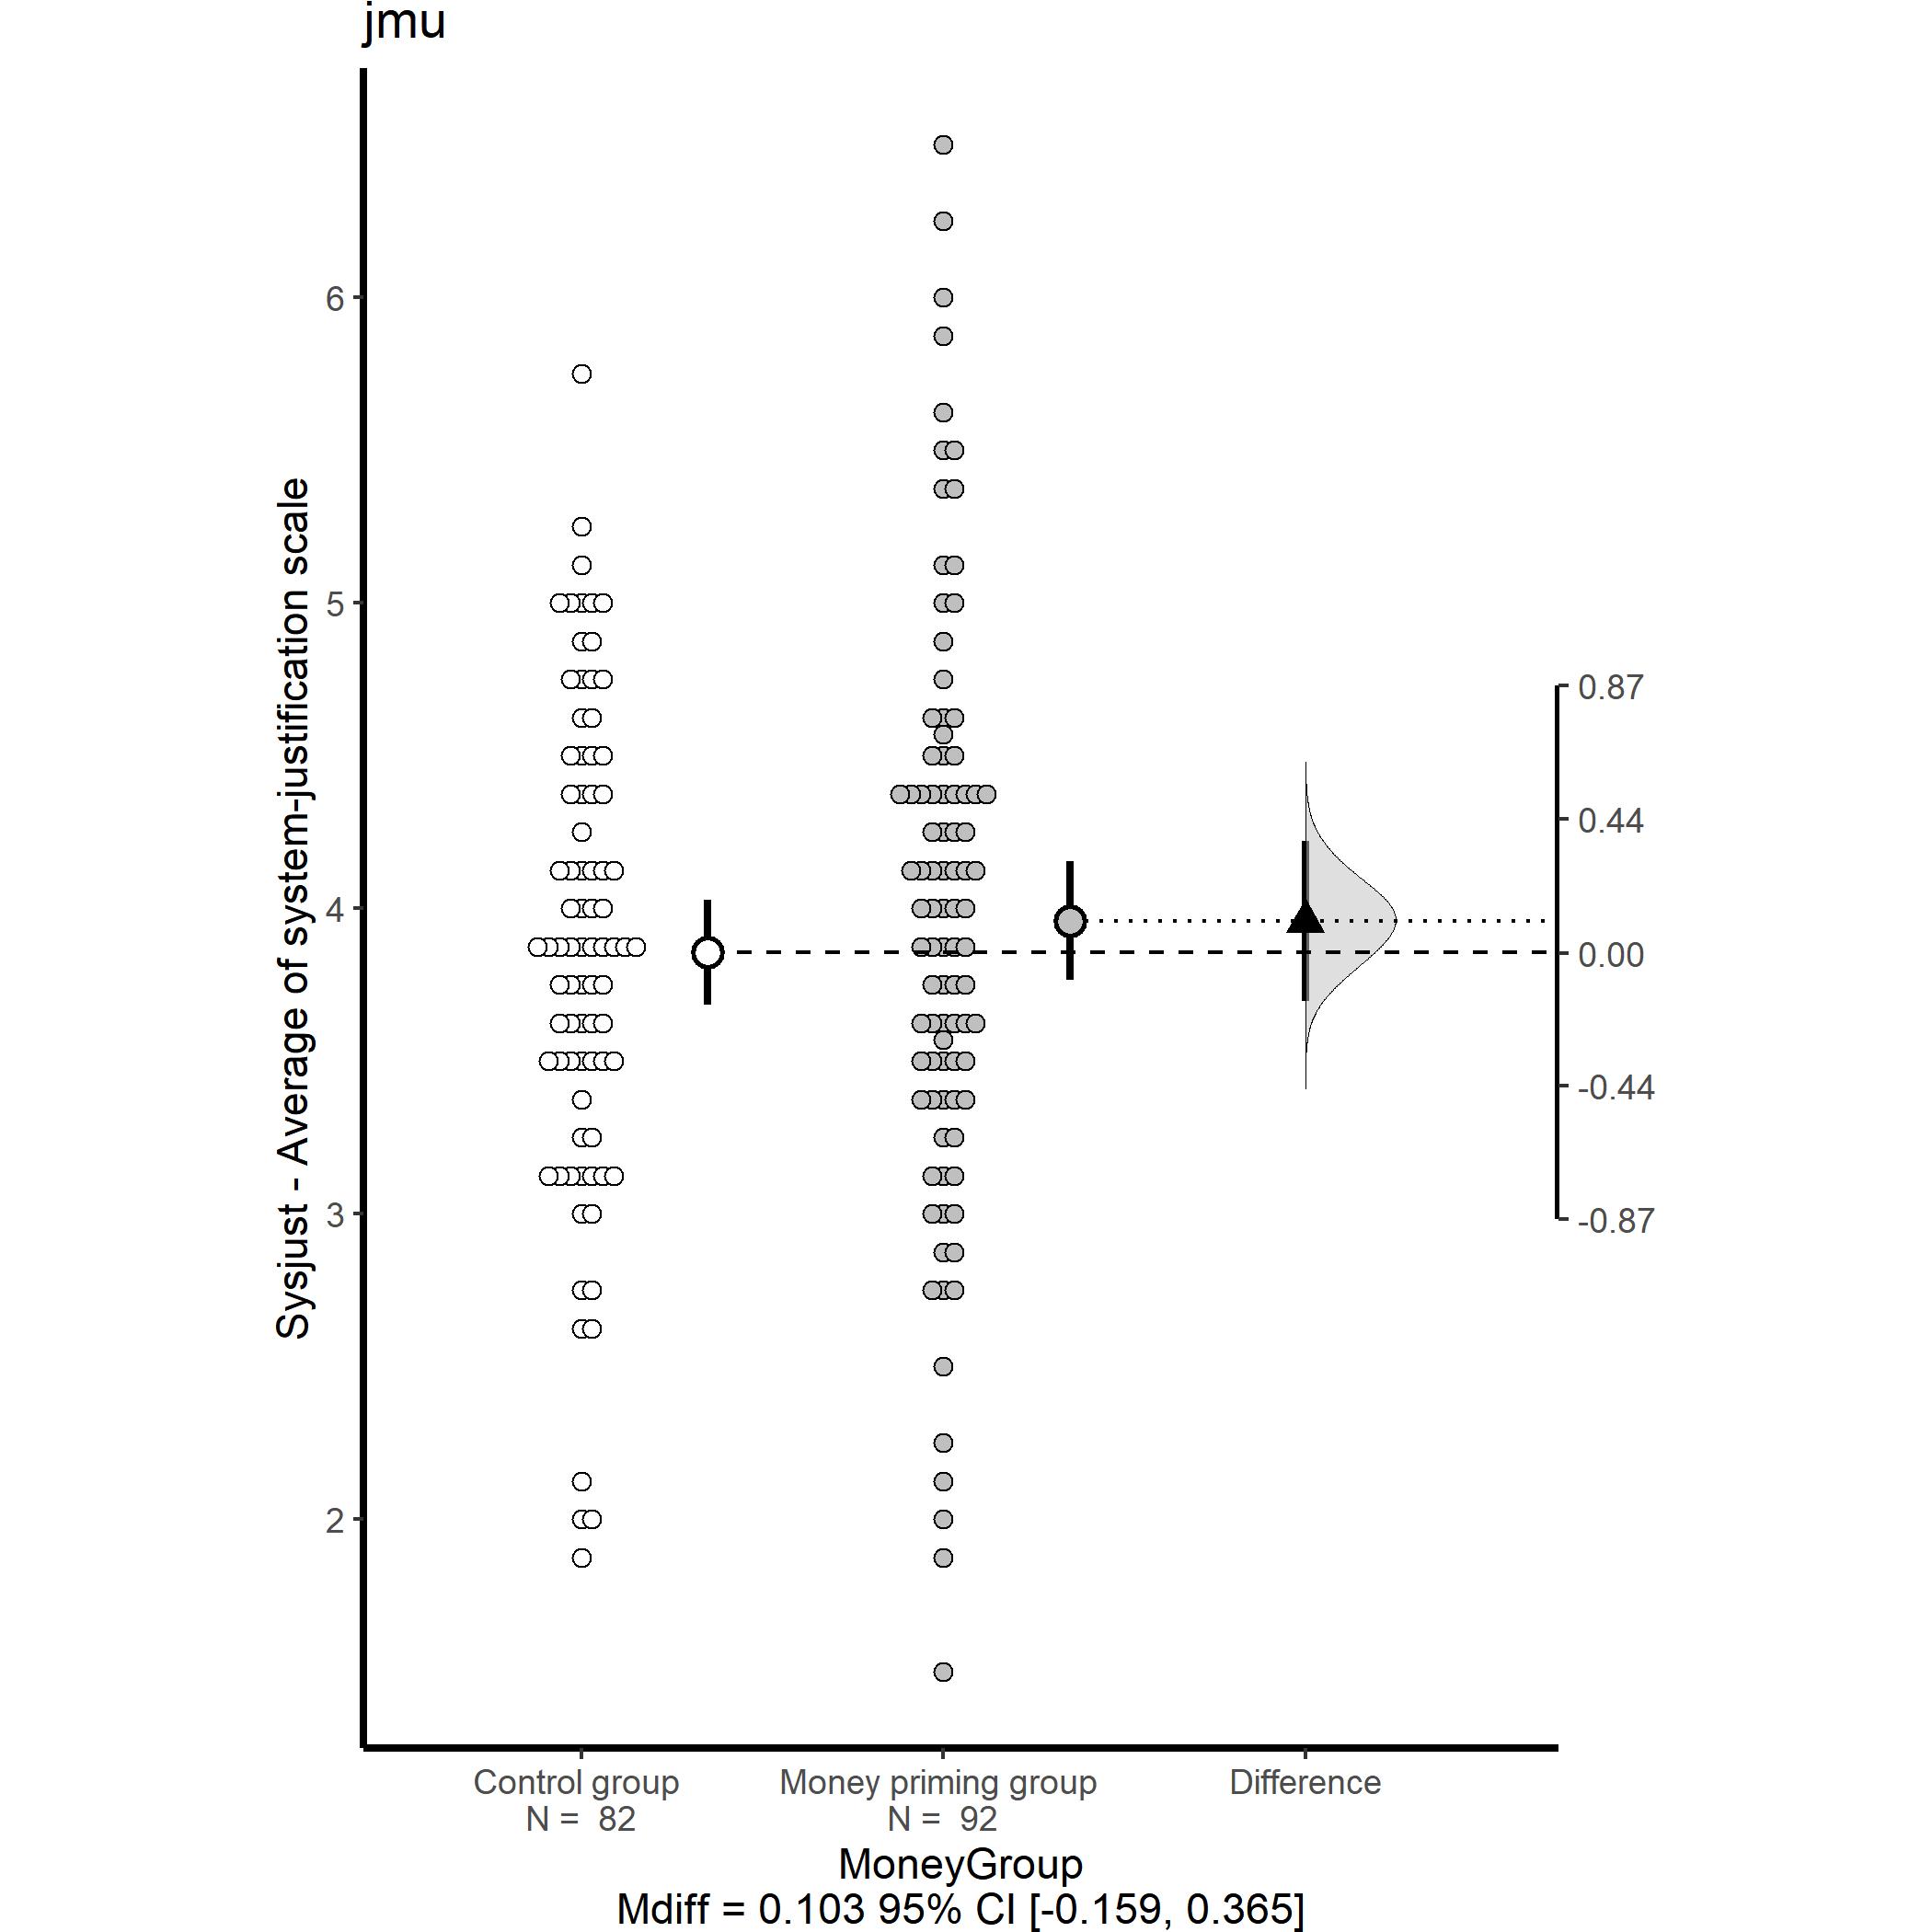 jmu
Sysjust - Average of system-justification scale
6
5
4
3
2
0.87
0.44
0.00
-0.44
-0.87
Control group
N =  82
Money priming group
N =  92
Difference
MoneyGroup
Mdiff = 0.103 95% CI [-0.159, 0.365]